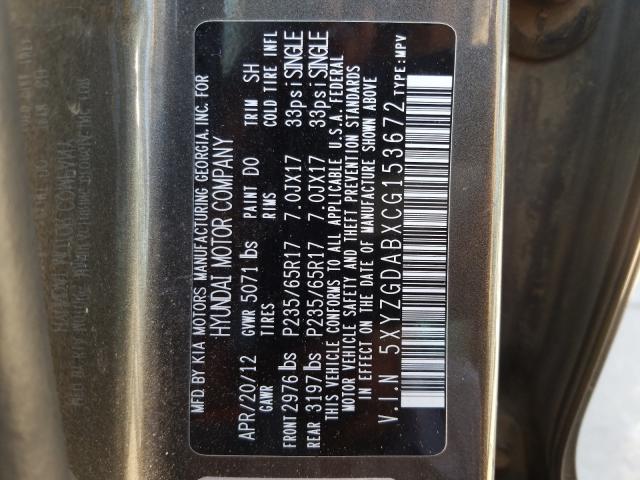 MFD. BY KIA MOTORS MANUFACTURING GEORGIA, INC. FOR
HYUNDAI MOTOR COMPANY
APR/20/12 GVWR 5071 lbs PAINT DO TRIM SH
GAWR TIRES RIMS COLD TIRE INFL
FRONT 2976 lbs P235/65R17 7.0JX17 33psi SINGLE
REAR 3197 lbs P235/65R17 7.0JX17 33psi SINGLE
THIS VEHICLE CONFORMS TO ALL APPLICABLE U.S.A. FEDERAL
MOTOR VEHICLE SAFETY AND THEFT PREVENTION STANDARDS
IN EFFECT ON THE DATE OF MANUFACTURE SHOWN ABOVE
V.I.N 5XYZGDABXCG153672
TYPE:MPV